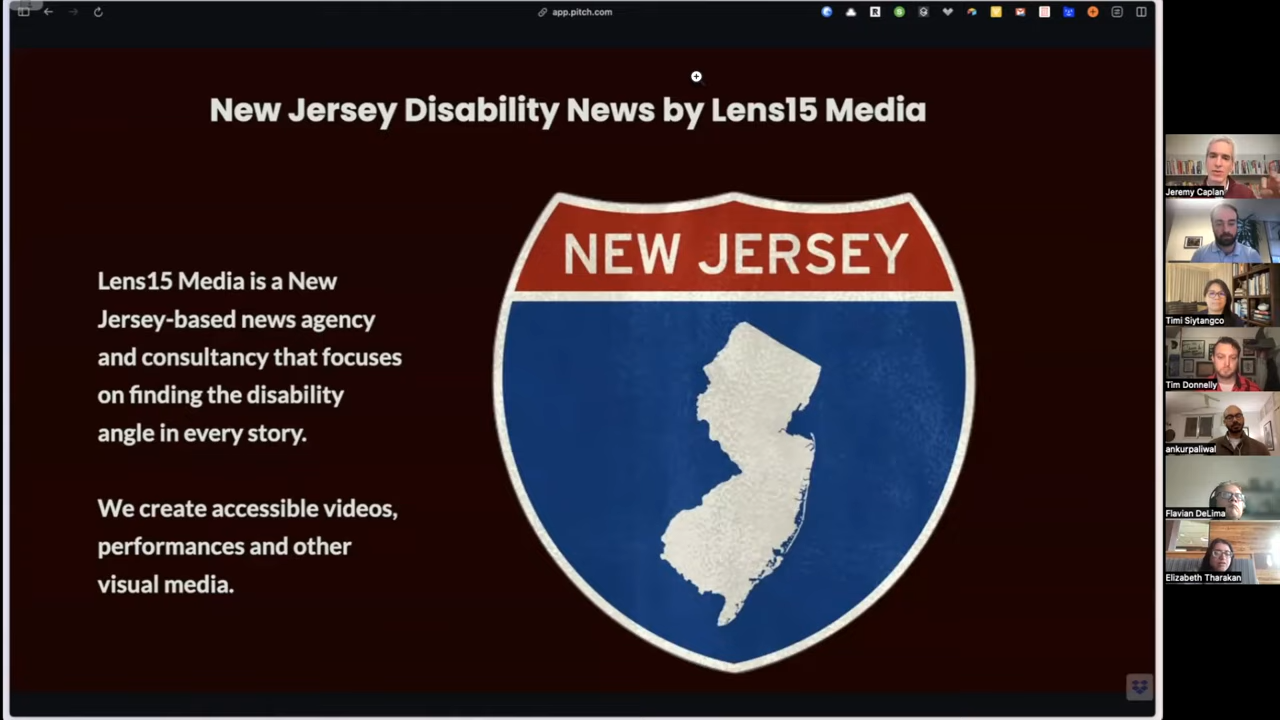 app.pitch.com
New Jersey Disability News by Lens15 Media
Lens15 Media is a New
Jersey-based news agency
and consultancy that focuses
on finding the disability
angle in every story.
We create accessible videos,
performances and other
visual media.
NEW JERSEY
Jeremy Caplan
Timi Siytangco
Tim Donnelly
ankurpaliwal
Flavian DeLima
Elizabeth Tharakan